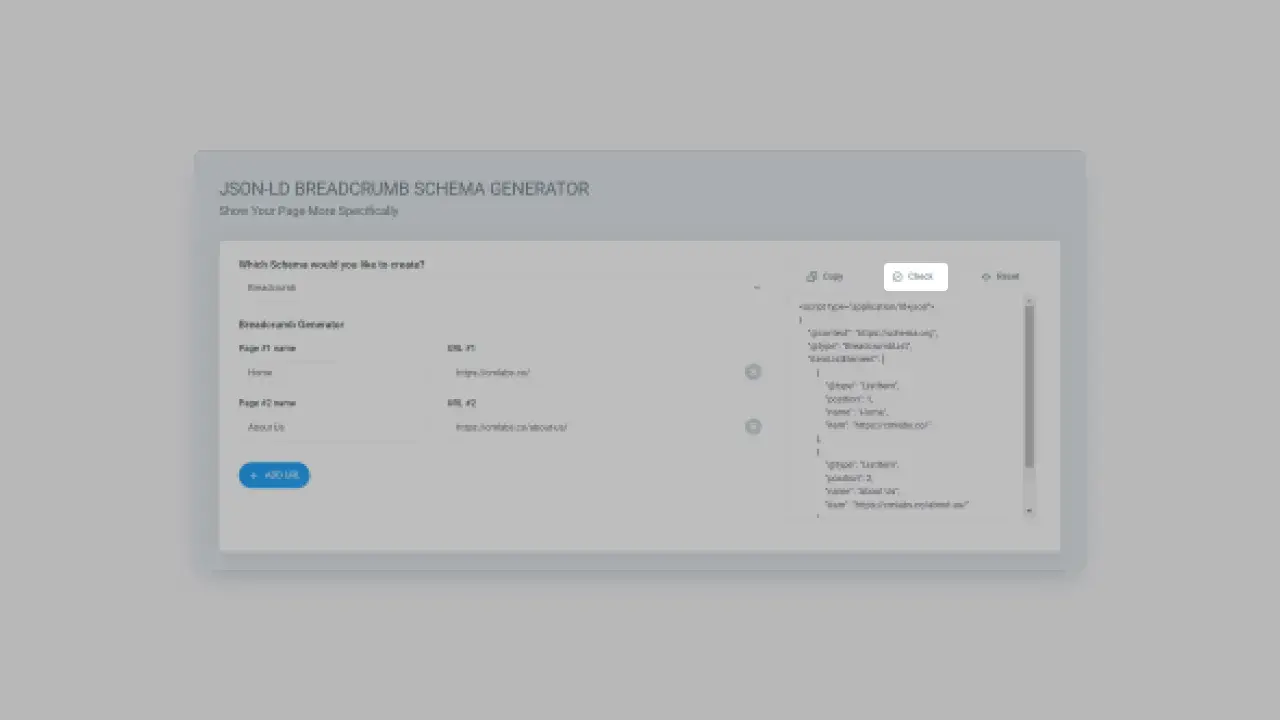 JSON-LD BREADCRUMB SCHEMA GENERATOR
Show Your Page More Specifically
Which Schema would you like to create?
Breadcrumb
Breadcrumb Generator
Page #1 name
URL #1
Home
https://cmlabs.co/
Page #2 name
URL #2
About Us
https://cmlabs.co/about-us/
+ ADD URL
Copy
Check
Reset
<script type="application/ld+json">
{
"@context": "https://schema.org",
"@type": "BreadcrumbList",
"itemListElement": [
{
"@type": "ListItem",
"position": 1,
"name": "Home",
"item": "https://cmlabs.co/"
},
{
"@type": "ListItem",
"position": 2,
"name": "About Us",
"item": "https://cmlabs.co/about-us/"
}